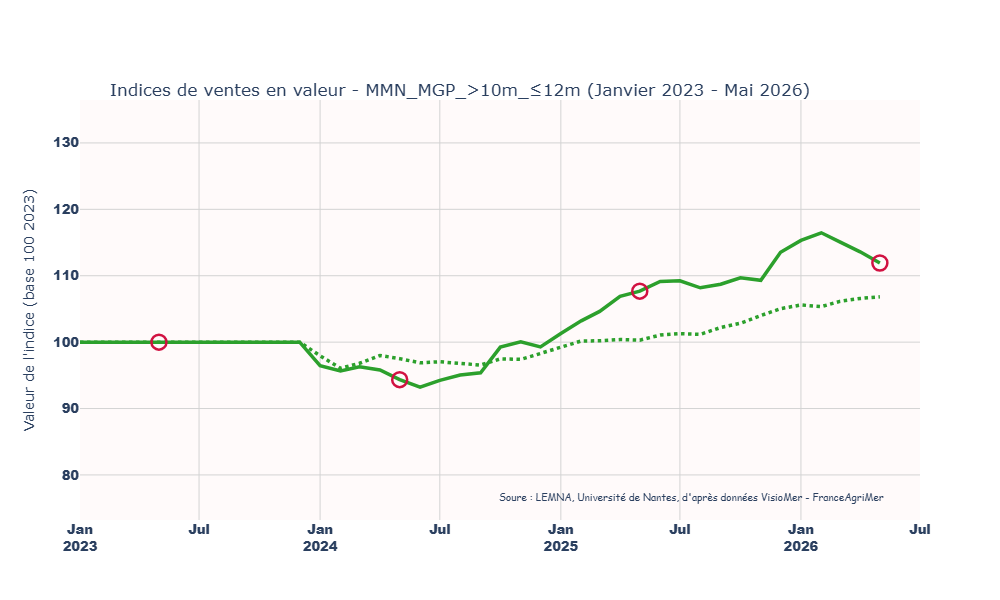 Indices de ventes en valeur - MMN_MGP_>10m_≤12m (Janvier 2023 - Mai 2026)
Valeur de l'indice (base 100 2023)
130
120
110
100
90
80
Soure : LEMNA, Université de Nantes, d'après données VisioMer - FranceAgriMer
Jan Jul Jan Jul Jan Jul Jan Jul
2023 2024 2025 2026